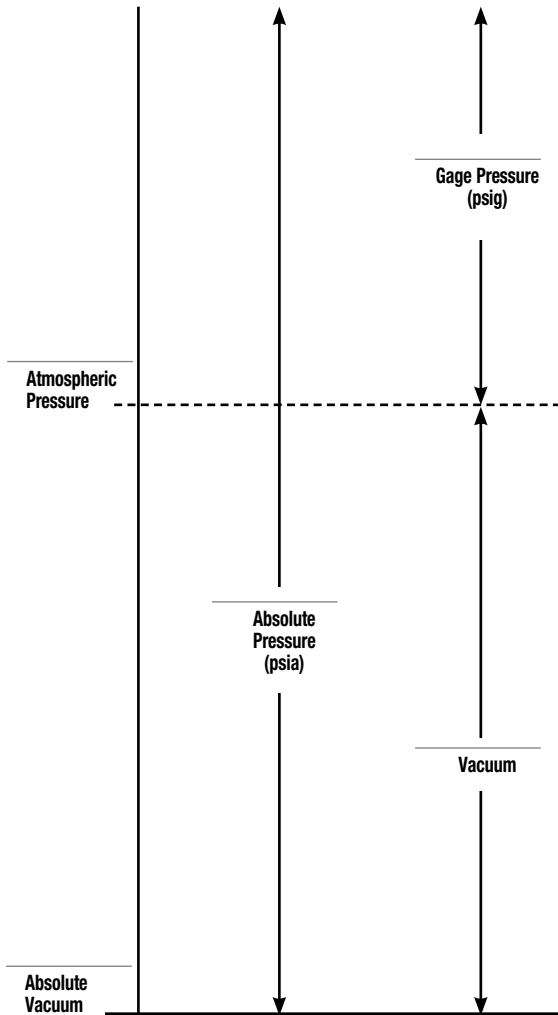 Gage Pressure
(psig)
Atmospheric
Pressure
Absolute
Pressure
(psia)
Vacuum
Absolute
Vacuum